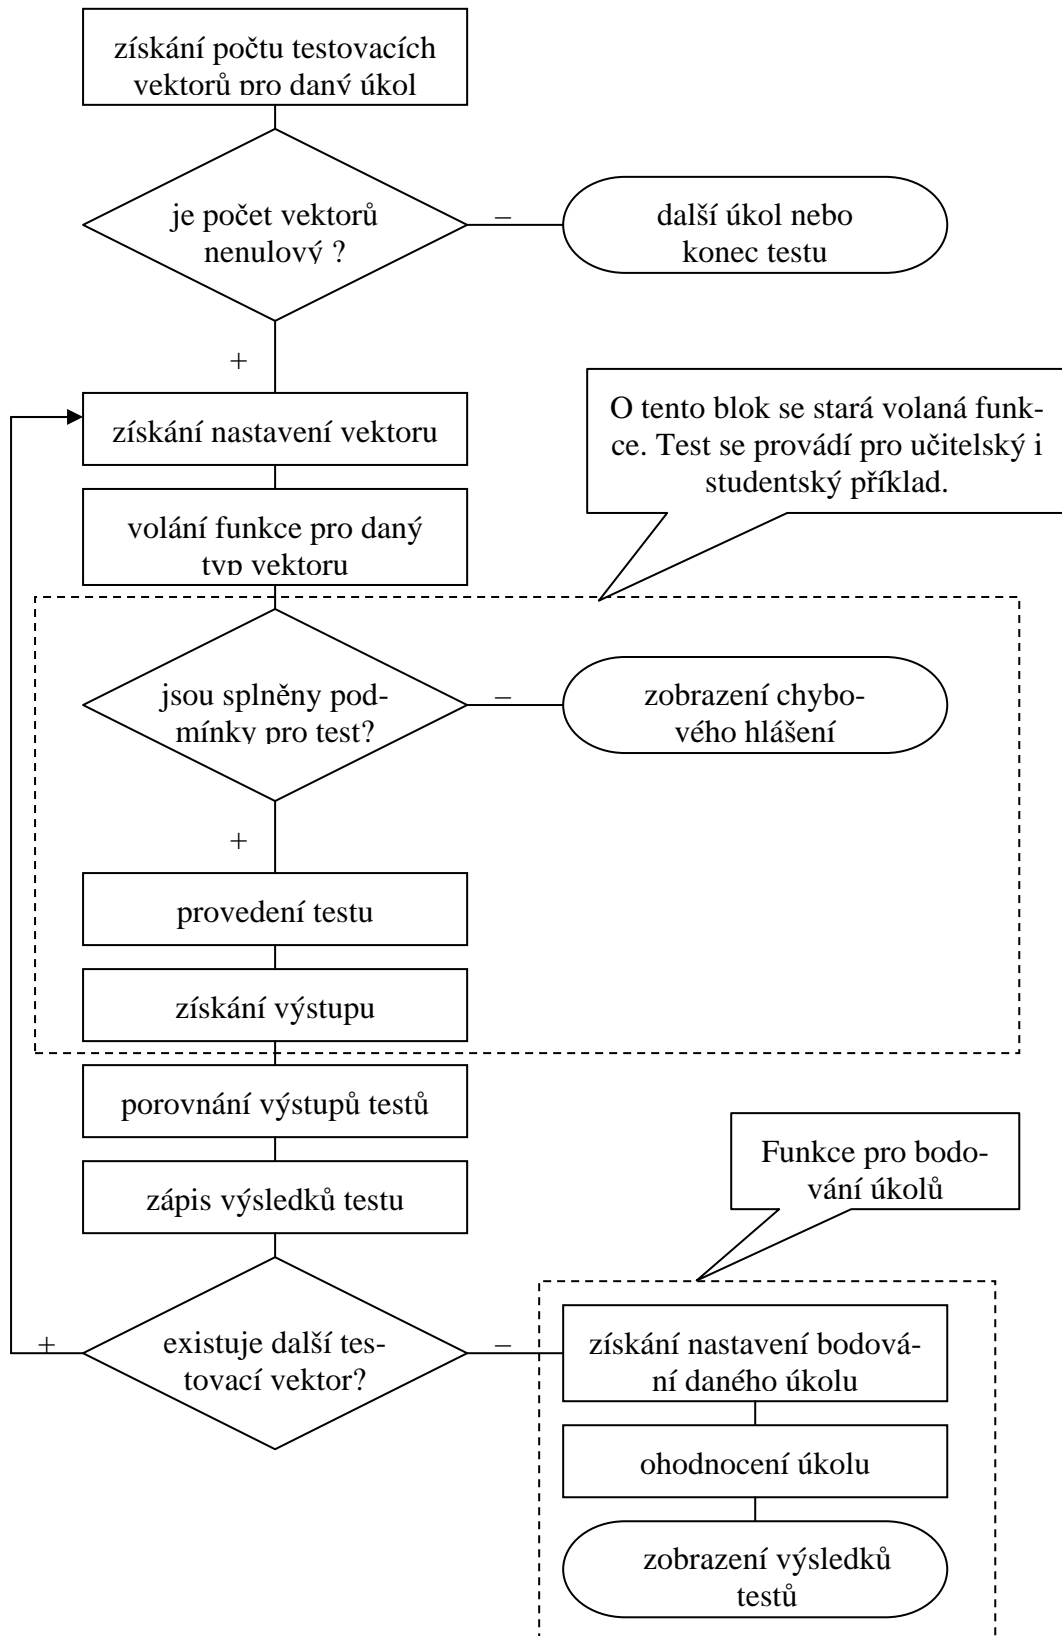 získání počtu testovacích
vektorů pro daný úkol
je počet vektorů
nenulový ?
–
další úkol nebo
konec testu
+
O tento blok se stará volaná funk-
ce. Test se provádí pro učitelský i
studentský příklad.
získání nastavení vektoru
volání funkce pro daný
typ vektoru
jsou splněny pod-
mínky pro test?
–
zobrazení chybo-
vého hlášení
+
provedení testu
získání výstupu
porovnání výstupů testů
Funkce pro bodo-
vání úkolů
zápis výsledků testu
+
existuje další tes-
tovací vektor?
–
získání nastavení bodová-
ní daného úkolu
ohodnocení úkolu
zobrazení výsledků
testů